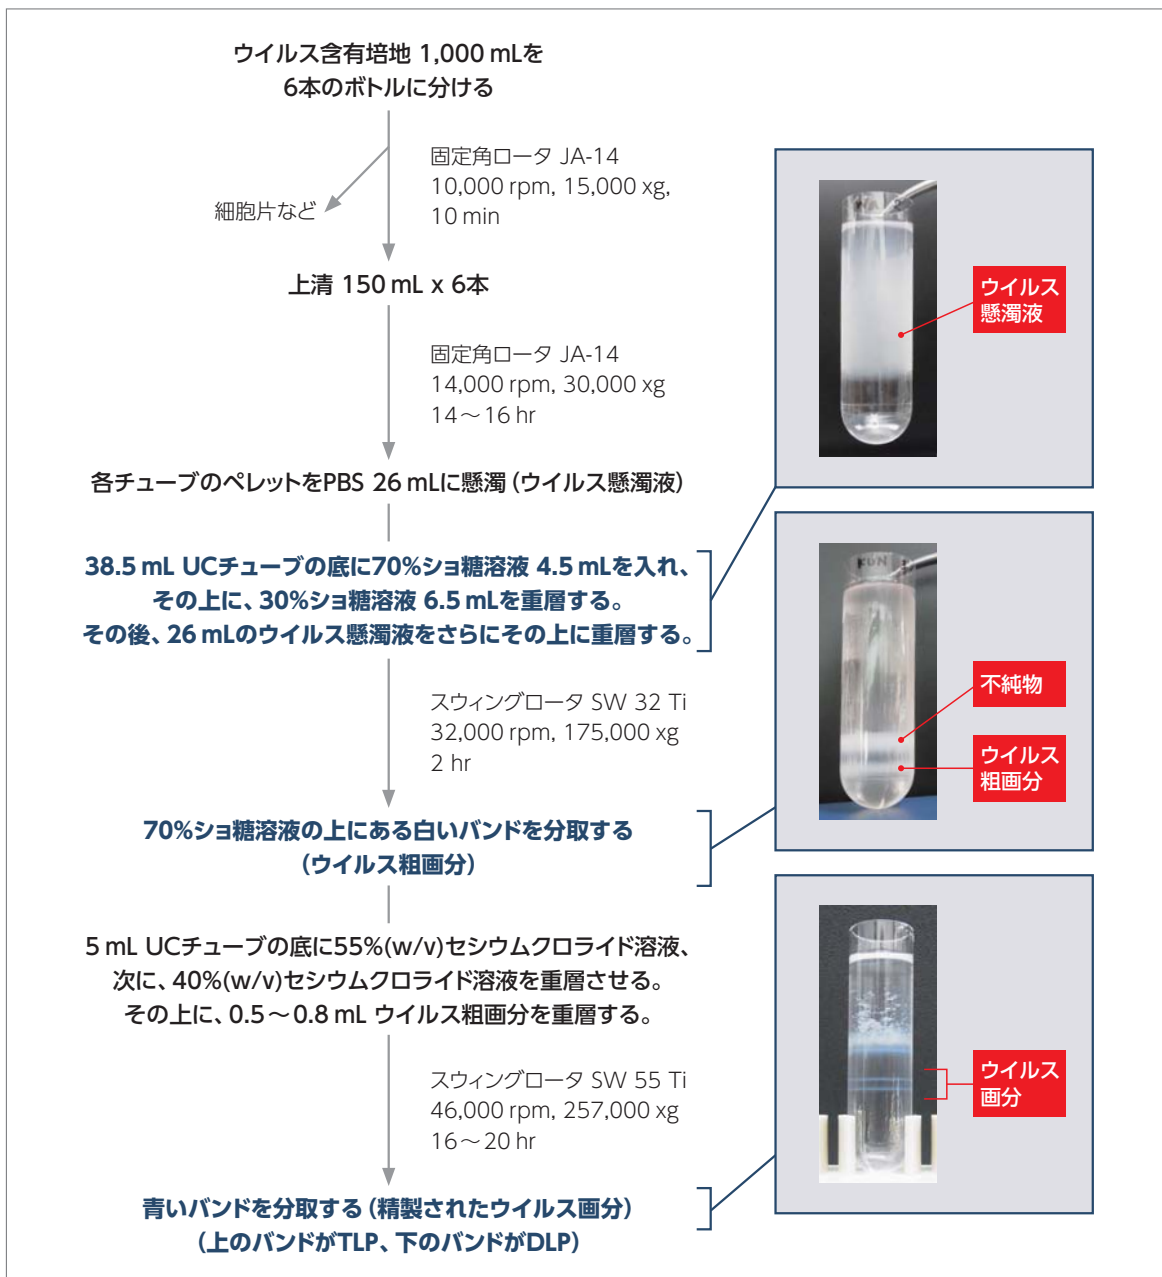 ウイルス含有培地 1,000 mLを
6本のボトルに分ける
固定角ロータ JA-14
10,000 rpm, 15,000 xg,
10 min
細胞片など
上清 150 mL x 6本
固定角ロータ JA-14
14,000 rpm, 30,000 xg
14～16 hr
各チューブのペレットをPBS 26 mLに懸濁（ウイルス懸濁液）
38.5 mL UCチューブの底に70%ショ糖溶液 4.5 mLを入れ、
その上に、30%ショ糖溶液 6.5 mLを重層する。
その後、26 mLのウイルス懸濁液をさらにその上に重層する。
ウイルス
懸濁液
スウィングロータ SW 32 Ti
32,000 rpm, 175,000 xg
2 hr
70%ショ糖溶液の上にある白いバンドを分取する
（ウイルス粗画分）
不純物
ウイルス
粗画分
5 mL UCチューブの底に55%(w/v)セシウムクロライド溶液、
次に、40%(w/v)セシウムクロライド溶液を重層させる。
その上に、0.5～0.8 mL ウイルス粗画分を重層する。
スウィングロータ SW 55 Ti
46,000 rpm, 257,000 xg
16～20 hr
ウイルス
画分
青いバンドを分取する（精製されたウイルス画分）
（上のバンドがTLP、下のバンドがDLP）